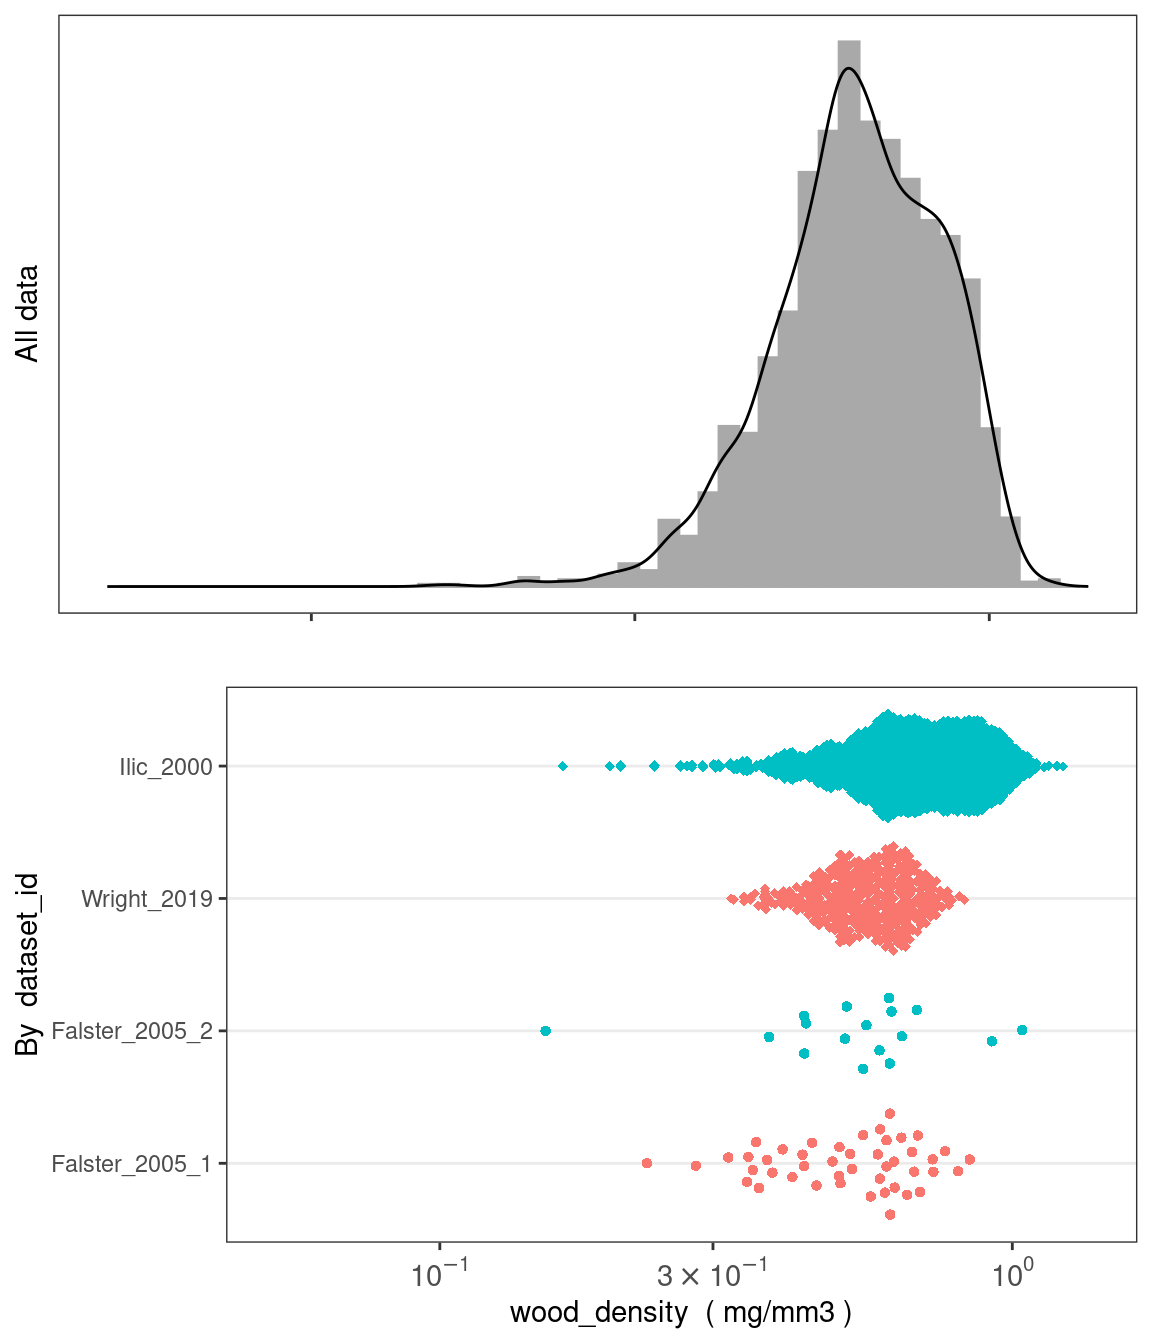 All data
By dataset_id
Ilic_2000
Wright_2019
Falster_2005_2
Falster_2005_1
10⁻¹ 3 × 10⁻¹ 10⁰
wood_density ( mg/mm3 )